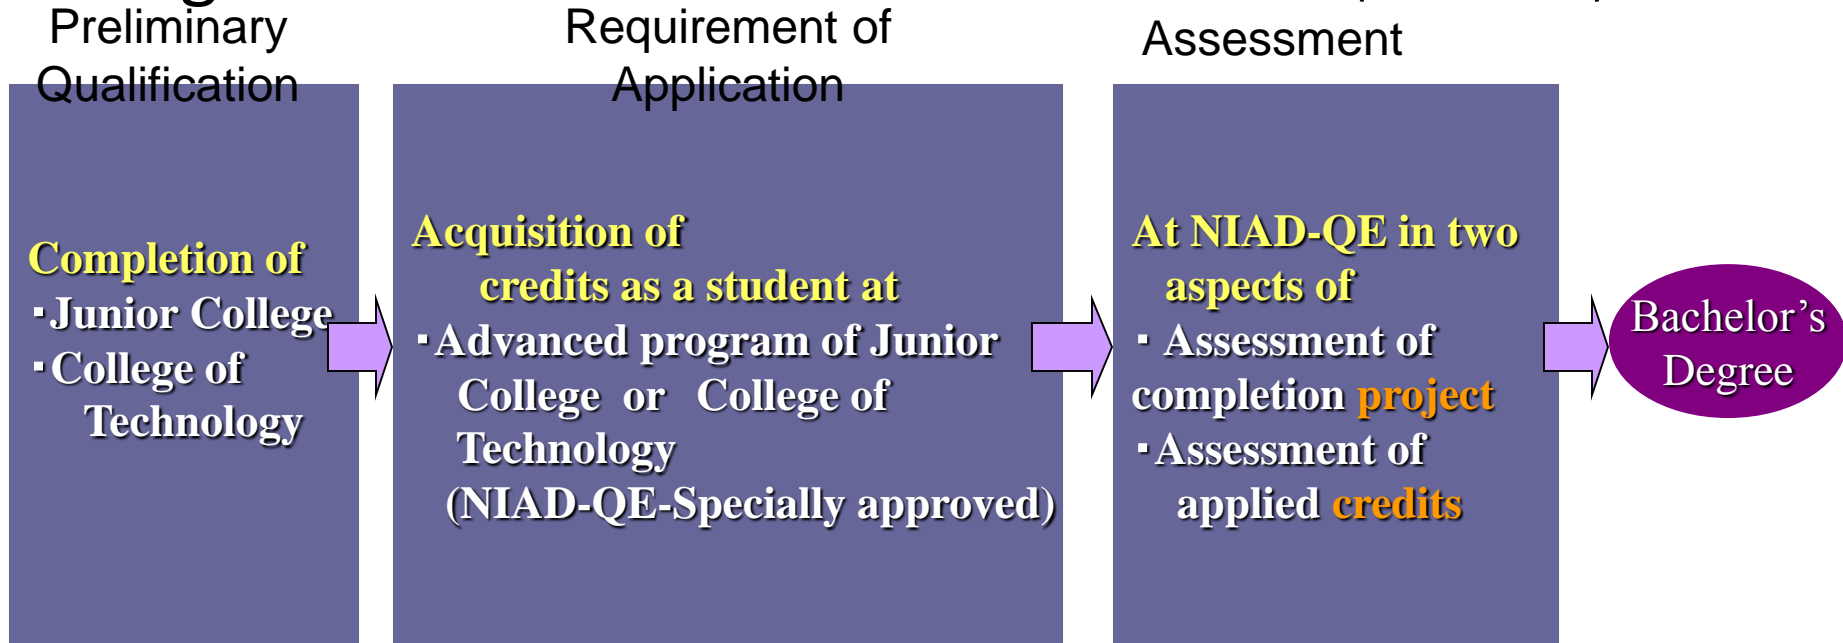 Preliminary
Qualification
Requirement of
Application
Assessment
Completion of
▪Junior College
▪College of
Technology
Acquisition of
credits as a student at
▪Advanced program of Junior
College or College of
Technology
(NIAD-QE-Specially approved)
At NIAD-QE in two
aspects of
▪ Assessment of
completion project
▪Assessment of
applied credits
Bachelor’s
Degree